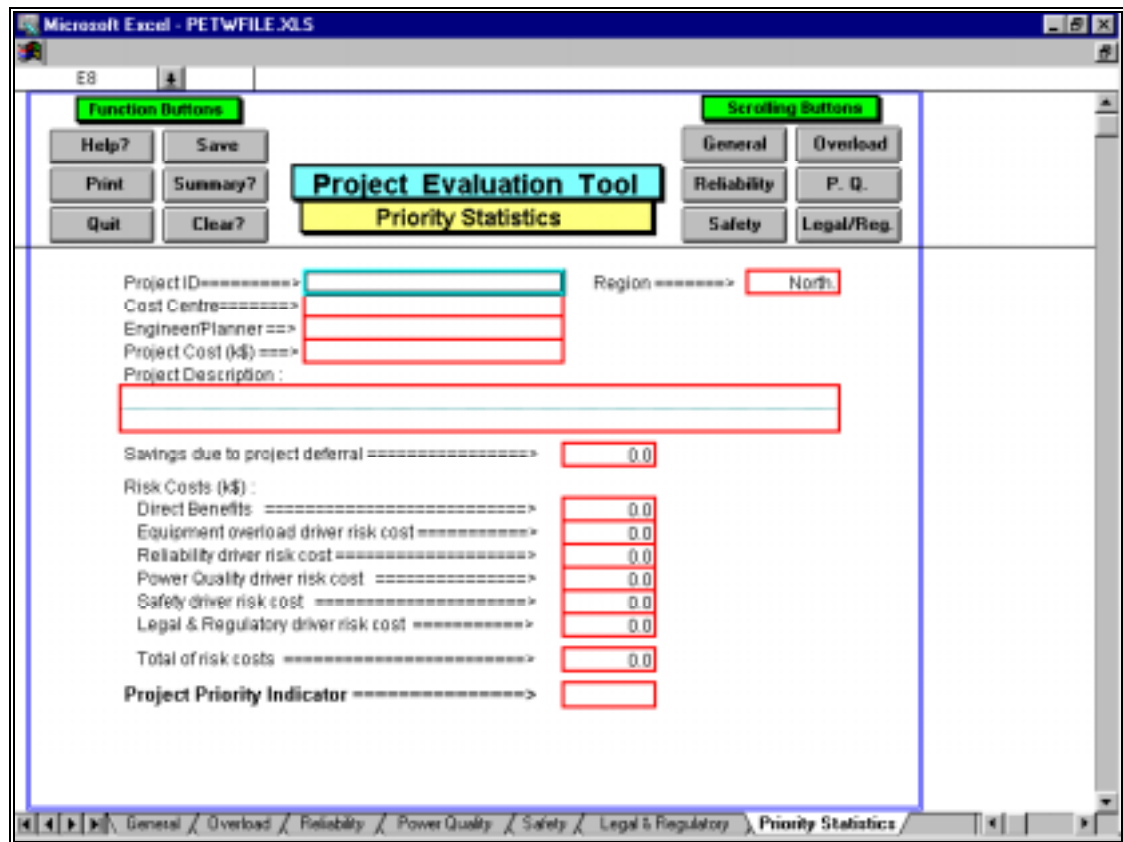 Microsoft Excel - PETWFILE.XLS
E8
Function Buttons Scrolling Buttons
Help? Save General Overload
Print Summary? Project Evaluation Tool Reliability P. Q.
Quit Clear? Priority Statistics Safety Legal/Reg.
Project ID=========> Region =======> North.
Cost Centre=======>
Engineer/Planner ==>
Project Cost (k$) ===>
Project Description :
Savings due to project deferral ================> 0.0
Risk Costs (k$) :
Direct Benefits =========================> 0.0
Equipment overload driver risk cost ===========> 0.0
Reliability driver risk cost ===================> 0.0
Power Quality driver risk cost ===============> 0.0
Safety driver risk cost =====================> 0.0
Legal & Regulatory driver risk cost ===========> 0.0
Total of risk costs ========================> 0.0
Project Priority Indicator ================>
General / Overload / Reliability / Power Quality / Safety / Legal & Regulatory \ Priority Statistics /